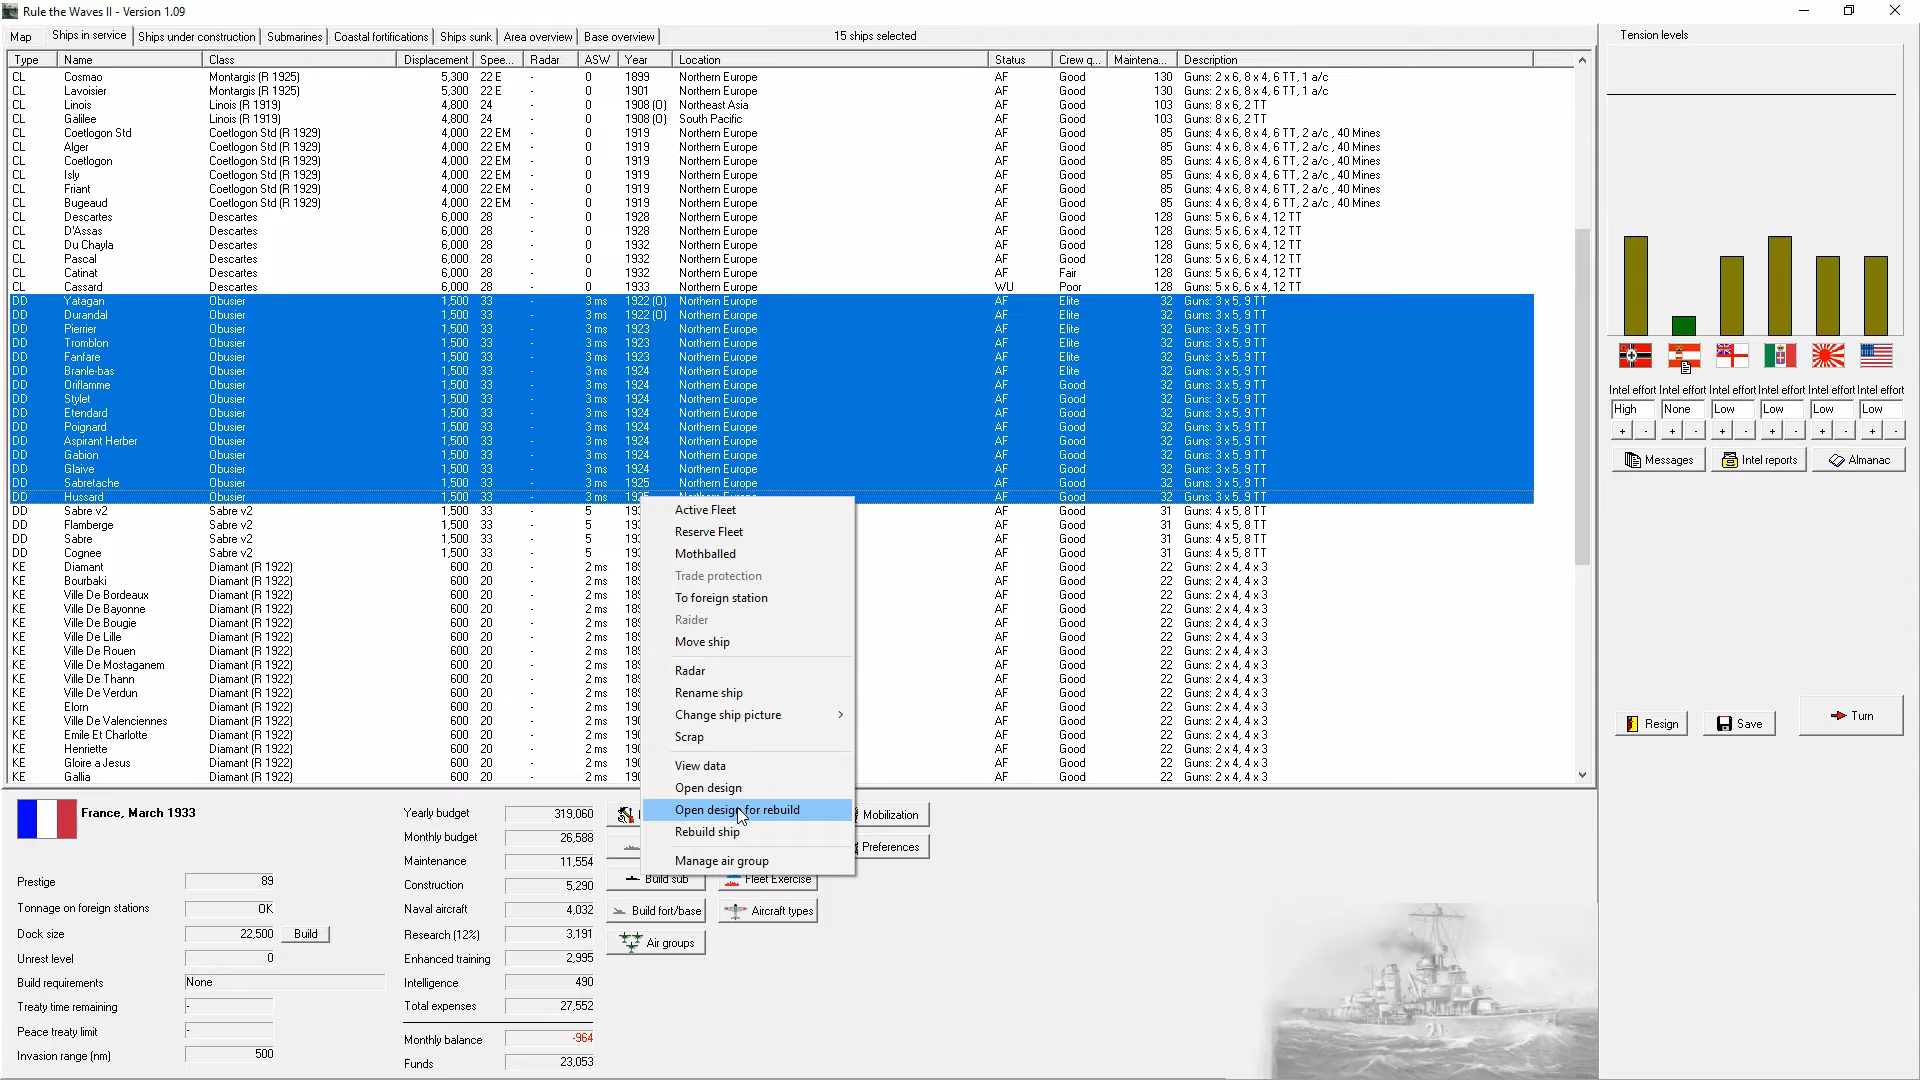 Rule the Waves II - Version 1.09
Map Ships in service Ships under construction Submarines Coastal fortifications Ships sunk Area overview Base overview 15 ships selected
Type Name Class Displacement Spee... Radar ASW Year Location Status Crew q... Maintena... Description
CL Cosmao Montargis (R 1925) 5,300 22 E - 0 1899 Northern Europe AF Good 130 Guns: 2 x 6, 8 x 4, 6 TT, 1 a/c
CL Lavoisier Montargis (R 1925) 5,300 22 E - 0 1901 Northern Europe AF Good 130 Guns: 2 x 6, 8 x 4, 6 TT, 1 a/c
CL Linois Linois (R 1919) 4,800 24 - 0 1908 (O) Northeast Asia AF Good 103 Guns: 8 x 6, 2 TT
CL Galilee Linois (R 1919) 4,800 24 - 0 1908 (O) South Pacific AF Good 103 Guns: 8 x 6, 2 TT
CL Coetlogon Std Coetlogon Std (R 1929) 4,000 22 EM - 0 1919 Northern Europe AF Good 85 Guns: 4 x 6, 8 x 4, 6 TT, 2 a/c , 40 Mines
CL Alger Coetlogon Std (R 1929) 4,000 22 EM - 0 1919 Northern Europe AF Good 85 Guns: 4 x 6, 8 x 4, 6 TT, 2 a/c , 40 Mines
CL Coetlogon Coetlogon Std (R 1929) 4,000 22 EM - 0 1919 Northern Europe AF Good 85 Guns: 4 x 6, 8 x 4, 6 TT, 2 a/c , 40 Mines
CL Isly Coetlogon Std (R 1929) 4,000 22 EM - 0 1919 Northern Europe AF Good 85 Guns: 4 x 6, 8 x 4, 6 TT, 2 a/c , 40 Mines
CL Friant Coetlogon Std (R 1929) 4,000 22 EM - 0 1919 Northern Europe AF Good 85 Guns: 4 x 6, 8 x 4, 6 TT, 2 a/c , 40 Mines
CL Bugeaud Coetlogon Std (R 1929) 4,000 22 EM - 0 1919 Northern Europe AF Good 85 Guns: 4 x 6, 8 x 4, 6 TT, 2 a/c , 40 Mines
CL Descartes Descartes 6,000 28 - 0 1928 Northern Europe AF Good 128 Guns: 5 x 6, 6 x 4, 12 TT
CL D'Assas Descartes 6,000 28 - 0 1928 Northern Europe AF Good 128 Guns: 5 x 6, 6 x 4, 12 TT
CL Du Chayla Descartes 6,000 28 - 0 1932 Northern Europe AF Good 128 Guns: 5 x 6, 6 x 4, 12 TT
CL Pascal Descartes 6,000 28 - 0 1932 Northern Europe AF Good 128 Guns: 5 x 6, 6 x 4, 12 TT
CL Catinat Descartes 6,000 28 - 0 1932 Northern Europe AF Fair 128 Guns: 5 x 6, 6 x 4, 12 TT
CL Cassard Descartes 6,000 28 - 0 1933 Northern Europe WU Poor 128 Guns: 5 x 6, 6 x 4, 12 TT
DD Yatagan Obusier 1,500 33 - 3 ms 1922 (O) Northern Europe AF Elite 32 Guns: 3 x 5, 9 TT
DD Durandal Obusier 1,500 33 - 3 ms 1922 (O) Northern Europe AF Elite 32 Guns: 3 x 5, 9 TT
DD Pierrier Obusier 1,500 33 - 3 ms 1923 Northern Europe AF Elite 32 Guns: 3 x 5, 9 TT
DD Tromblon Obusier 1,500 33 - 3 ms 1923 Northern Europe AF Elite 32 Guns: 3 x 5, 9 TT
DD Fanfare Obusier 1,500 33 - 3 ms 1923 Northern Europe AF Elite 32 Guns: 3 x 5, 9 TT
DD Branle-bas Obusier 1,500 33 - 3 ms 1924 Northern Europe AF Elite 32 Guns: 3 x 5, 9 TT
DD Oriflamme Obusier 1,500 33 - 3 ms 1924 Northern Europe AF Good 32 Guns: 3 x 5, 9 TT
DD Stylet Obusier 1,500 33 - 3 ms 1924 Northern Europe AF Good 32 Guns: 3 x 5, 9 TT
DD Etendard Obusier 1,500 33 - 3 ms 1924 Northern Europe AF Good 32 Guns: 3 x 5, 9 TT
DD Poignard Obusier 1,500 33 - 3 ms 1924 Northern Europe AF Good 32 Guns: 3 x 5, 9 TT
DD Aspirant Herber Obusier 1,500 33 - 3 ms 1924 Northern Europe AF Good 32 Guns: 3 x 5, 9 TT
DD Gabion Obusier 1,500 33 - 3 ms 1924 Northern Europe AF Good 32 Guns: 3 x 5, 9 TT
DD Glaive Obusier 1,500 33 - 3 ms 1924 Northern Europe AF Good 32 Guns: 3 x 5, 9 TT
DD Sabretache Obusier 1,500 33 - 3 ms 1925 Northern Europe AF Good 32 Guns: 3 x 5, 9 TT
DD Hussard Obusier 1,500 33 - 3 ms 1925 Northern Europe AF Good 32 Guns: 3 x 5, 9 TT
DD Sabre v2 Sabre v2 1,500 33 - 5 193 AF Good 31 Guns: 4 x 5, 8 TT
DD Flamberge Sabre v2 1,500 33 - 5 193 AF Good 31 Guns: 4 x 5, 8 TT
DD Sabre Sabre v2 1,500 33 - 5 193 AF Good 31 Guns: 4 x 5, 8 TT
DD Cognee Sabre v2 1,500 33 - 5 193 AF Good 31 Guns: 4 x 5, 8 TT
KE Diamant Diamant (R 1922) 600 20 - 2 ms 189 AF Good 22 Guns: 2 x 4, 4 x 3
KE Bourbaki Diamant (R 1922) 600 20 - 2 ms 189 AF Good 22 Guns: 2 x 4, 4 x 3
KE Ville De Bordeaux Diamant (R 1922) 600 20 - 2 ms 189 AF Good 22 Guns: 2 x 4, 4 x 3
KE Ville De Bayonne Diamant (R 1922) 600 20 - 2 ms 189 AF Good 22 Guns: 2 x 4, 4 x 3
KE Ville De Bougie Diamant (R 1922) 600 20 - 2 ms 189 AF Good 22 Guns: 2 x 4, 4 x 3
KE Ville De Lille Diamant (R 1922) 600 20 - 2 ms 189 AF Good 22 Guns: 2 x 4, 4 x 3
KE Ville De Rouen Diamant (R 1922) 600 20 - 2 ms 189 AF Good 22 Guns: 2 x 4, 4 x 3
KE Ville De Mostaganem Diamant (R 1922) 600 20 - 2 ms 189 AF Good 22 Guns: 2 x 4, 4 x 3
KE Ville De Thann Diamant (R 1922) 600 20 - 2 ms 189 AF Good 22 Guns: 2 x 4, 4 x 3
KE Ville De Verdun Diamant (R 1922) 600 20 - 2 ms 190 AF Good 22 Guns: 2 x 4, 4 x 3
KE Elorn Diamant (R 1922) 600 20 - 2 ms 190 AF Good 22 Guns: 2 x 4, 4 x 3
KE Ville De Valenciennes Diamant (R 1922) 600 20 - 2 ms 190 AF Good 22 Guns: 2 x 4, 4 x 3
KE Emile Et Charlotte Diamant (R 1922) 600 20 - 2 ms 190 AF Good 22 Guns: 2 x 4, 4 x 3
KE Henriette Diamant (R 1922) 600 20 - 2 ms 190 AF Good 22 Guns: 2 x 4, 4 x 3
KE Gloire a Jesus Diamant (R 1922) 600 20 - 2 ms 190 AF Good 22 Guns: 2 x 4, 4 x 3
KE Gallia Diamant (R 1922) 600 20 - 2 ms 190 AF Good 22 Guns: 2 x 4, 4 x 3
Active Fleet
Reserve Fleet
Mothballed
Trade protection
To foreign station
Raider
Move ship
Radar
Rename ship
Change ship picture
Scrap
View data
Open design
Open design for rebuild
Rebuild ship
Manage air group
Tension levels
Intel effort Intel effort Intel effort Intel effort Intel effort Intel effort
High None Low Low Low Low
+ - + - + - + - + - + -
Messages Intel reports Almanac
Resign Save Turn
France, March 1933
Prestige 89
Tonnage on foreign stations OK
Dock size 22,500 Build
Unrest level 0
Build requirements None
Treaty time remaining -
Peace treaty limit -
Invasion range (nm) 500
Yearly budget 319,060
Monthly budget 26,588
Maintenance 11,554
Construction 5,290
Naval aircraft 4,032
Research (12%) 3,191
Enhanced training 2,995
Intelligence 490
Total expenses 27,552
Monthly balance -964
Funds 23,053
Mobilization
Preferences
Build sub Fleet Exercise
Build fort/base Aircraft types
Air groups